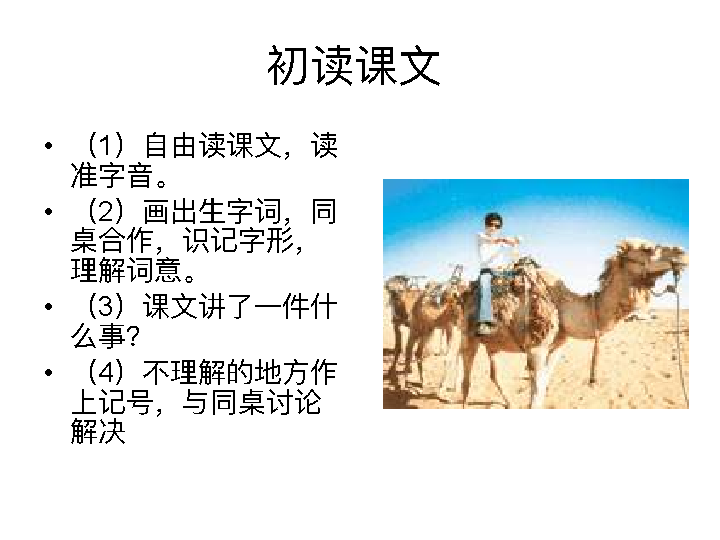 初读课文
• （1）自由读课文，读
准字音。
• （2）画出生字词，同
桌合作，识记字形，
理解词意。
• （3）课文讲了一件什
么事？
• （4）不理解的地方作
上记号，与同桌讨论
解决